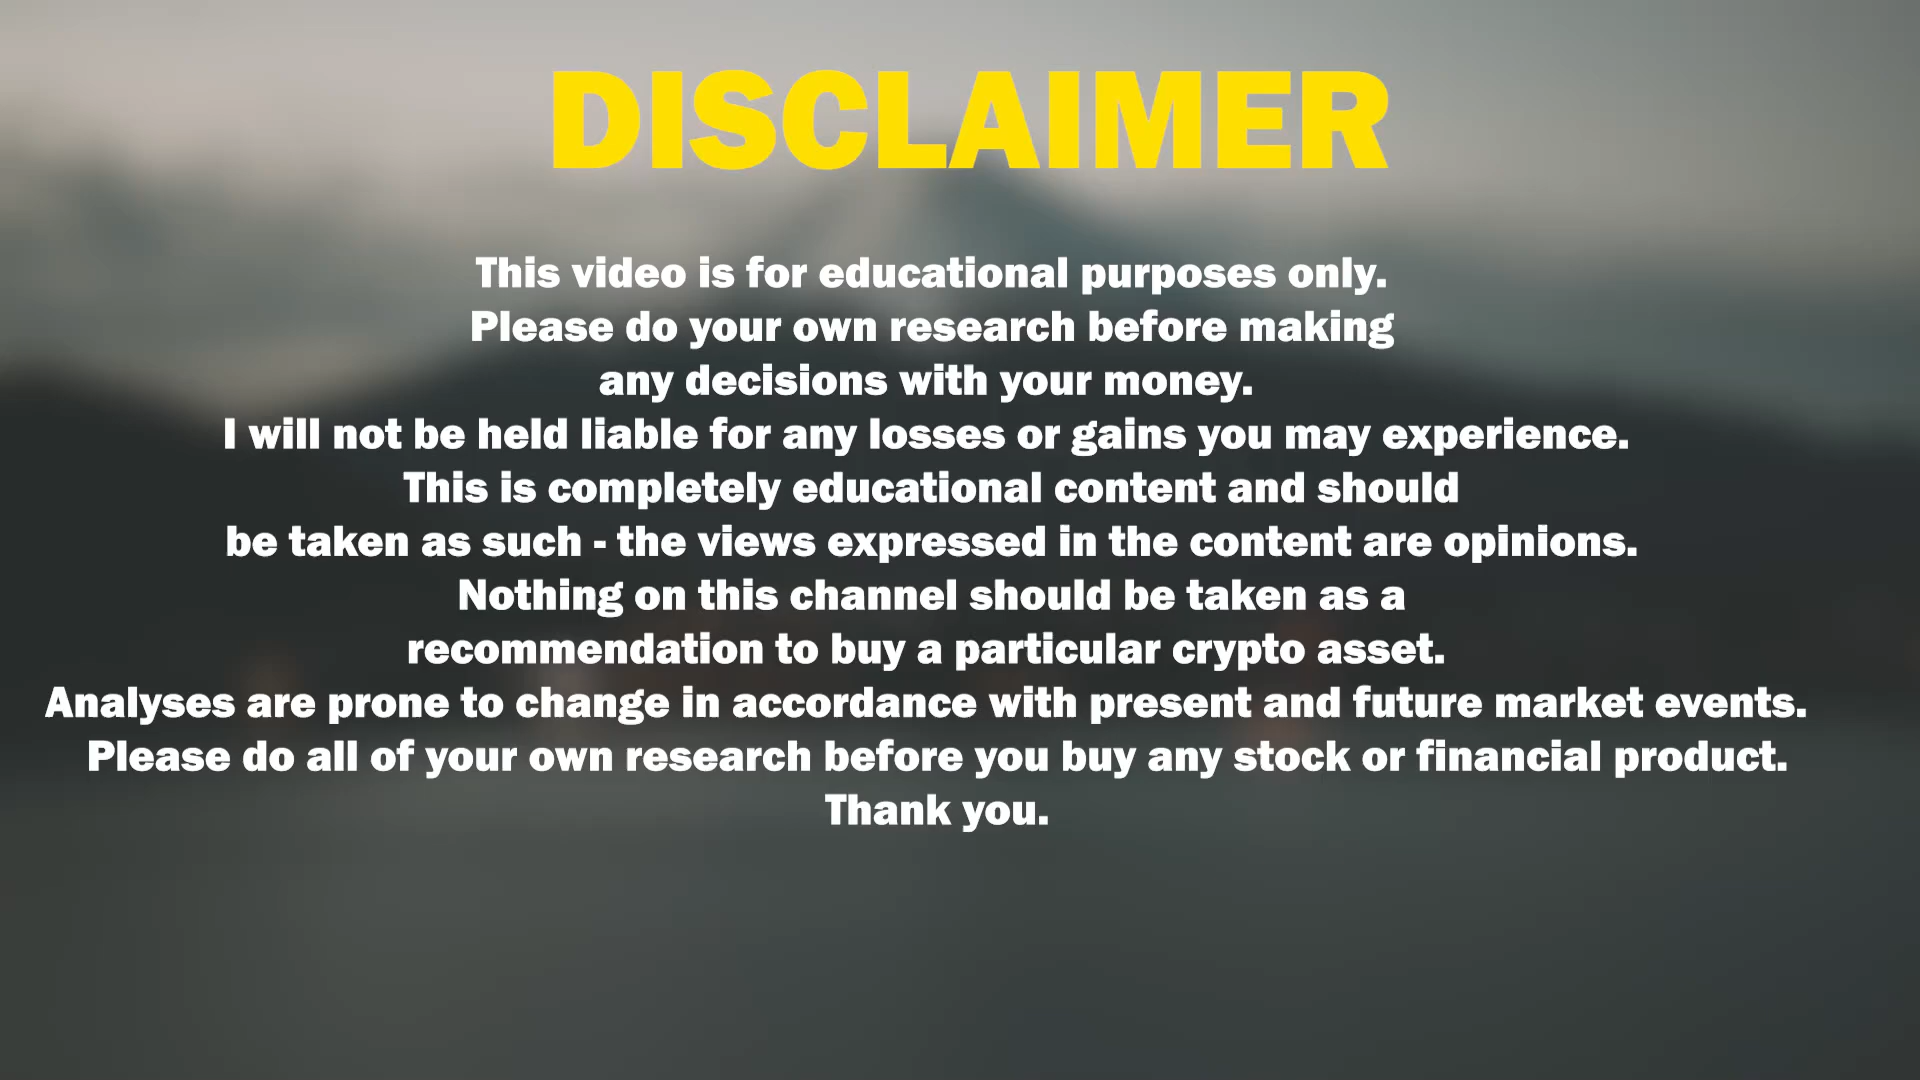 DISCLAIMER
This video is for educational purposes only.
Please do your own research before making
any decisions with your money.
I will not be held liable for any losses or gains you may experience.
This is completely educational content and should
be taken as such - the views expressed in the content are opinions.
Nothing on this channel should be taken as a
recommendation to buy a particular crypto asset.
Analyses are prone to change in accordance with present and future market events.
Please do all of your own research before you buy any stock or financial product.
Thank you.